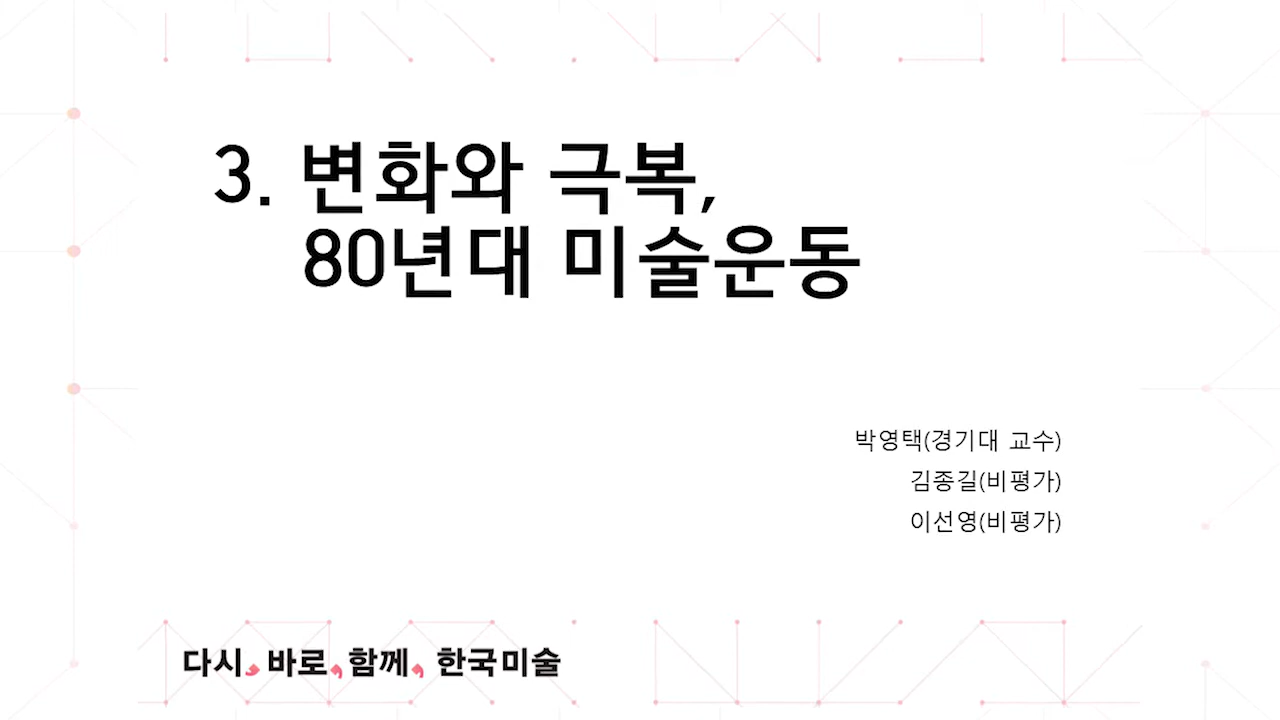 3. 변화와 극복,
80년대 미술운동
박영택(경기대 교수)
김종길(비평가)
이선영(비평가)
다시, 바로, 함께, 한국미술